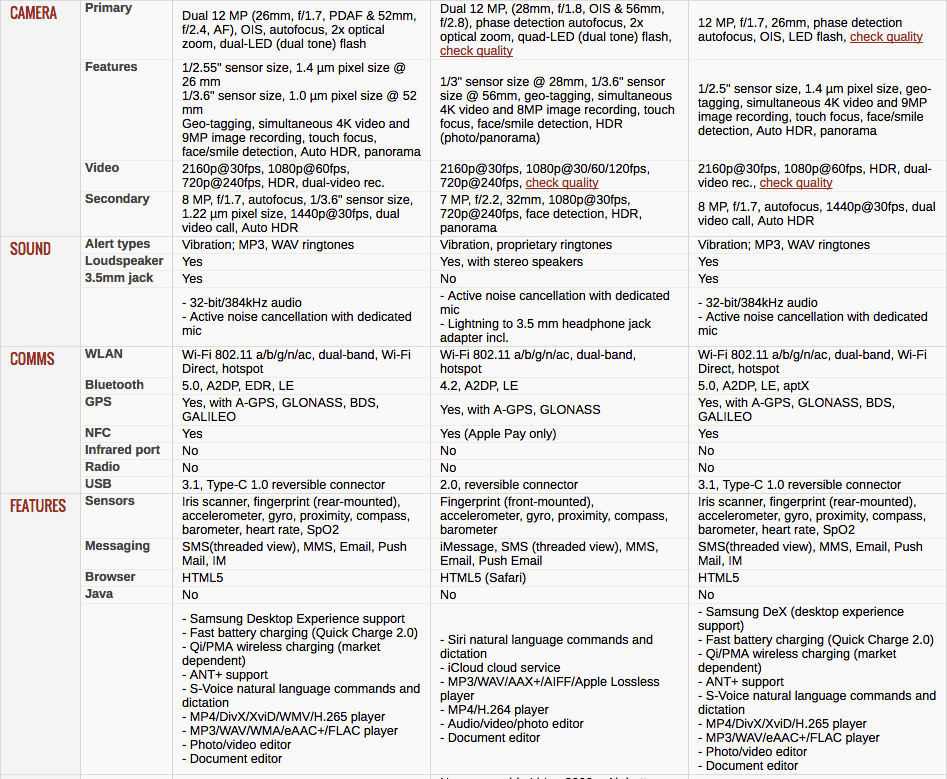 CAMERA
Primary
Dual 12 MP (26mm, f/1.7, PDAF & 52mm,
f/2.4, AF), OIS, autofocus, 2x optical
zoom, dual-LED (dual tone) flash
Dual 12 MP, (28mm, f/1.8, OIS & 56mm,
f/2.8), phase detection autofocus, 2x
optical zoom, quad-LED (dual tone) flash,
check quality
12 MP, f/1.7, 26mm, phase detection
autofocus, OIS, LED flash, check quality
Features
1/2.55" sensor size, 1.4 µm pixel size @
26 mm
1/3.6" sensor size, 1.0 µm pixel size @ 52
mm
Geo-tagging, simultaneous 4K video and
9MP image recording, touch focus,
face/smile detection, Auto HDR, panorama
1/3" sensor size @ 28mm, 1/3.6" sensor
size @ 56mm, geo-tagging, simultaneous
4K video and 8MP image recording, touch
focus, face/smile detection, HDR
(photo/panorama)
1/2.5" sensor size, 1.4 µm pixel size, geo-
tagging, simultaneous 4K video and 9MP
image recording, touch focus, face/smile
detection, Auto HDR, panorama
Video
2160p@30fps, 1080p@60fps,
720p@240fps, HDR, dual-video rec.
2160p@30fps, 1080p@30/60/120fps,
720p@240fps, check quality
2160p@30fps, 1080p@60fps, HDR, dual-
video rec., check quality
Secondary
8 MP, f/1.7, autofocus, 1/3.6" sensor size,
1.22 µm pixel size, 1440p@30fps, dual
video call, Auto HDR
7 MP, f/2.2, 32mm, 1080p@30fps,
720p@240fps, face detection, HDR,
panorama
8 MP, f/1.7, autofocus, 1440p@30fps, dual
video call, Auto HDR
SOUND
Alert types
Vibration; MP3, WAV ringtones
Vibration, proprietary ringtones
Vibration; MP3, WAV ringtones
Loudspeaker
Yes
Yes, with stereo speakers
Yes
3.5mm jack
Yes
No
Yes
- 32-bit/384kHz audio
- Active noise cancellation with dedicated
mic
- Active noise cancellation with dedicated
mic
- Lightning to 3.5 mm headphone jack
adapter incl.
- 32-bit/384kHz audio
- Active noise cancellation with dedicated
mic
COMMS
WLAN
Wi-Fi 802.11 a/b/g/n/ac, dual-band, Wi-Fi
Direct, hotspot
Wi-Fi 802.11 a/b/g/n/ac, dual-band,
hotspot
Wi-Fi 802.11 a/b/g/n/ac, dual-band, Wi-Fi
Direct, hotspot
Bluetooth
5.0, A2DP, EDR, LE
4.2, A2DP, LE
5.0, A2DP, LE, aptX
GPS
Yes, with A-GPS, GLONASS, BDS,
GALILEO
Yes, with A-GPS, GLONASS
Yes, with A-GPS, GLONASS, BDS,
GALILEO
NFC
Yes
Yes (Apple Pay only)
Yes
Infrared port
No
No
No
Radio
No
No
No
USB
3.1, Type-C 1.0 reversible connector
2.0, reversible connector
3.1, Type-C 1.0 reversible connector
FEATURES
Sensors
Iris scanner, fingerprint (rear-mounted),
accelerometer, gyro, proximity, compass,
barometer, heart rate, SpO2
Fingerprint (front-mounted),
accelerometer, gyro, proximity, compass,
barometer
Iris scanner, fingerprint (rear-mounted),
accelerometer, gyro, proximity, compass,
barometer, heart rate, SpO2
Messaging
SMS(threaded view), MMS, Email, Push
Mail, IM
iMessage, SMS (threaded view), MMS,
Email, Push Email
SMS(threaded view), MMS, Email, Push
Mail, IM
Browser
HTML5
HTML5 (Safari)
HTML5
Java
No
No
No
- Samsung Desktop Experience support
- Fast battery charging (Quick Charge 2.0)
- Qi/PMA wireless charging (market
dependent)
- ANT+ support
- S-Voice natural language commands and
dictation
- MP4/DivX/XviD/WMV/H.265 player
- MP3/WAV/WMA/eAAC+/FLAC player
- Photo/video editor
- Document editor
- Siri natural language commands and
dictation
- iCloud cloud service
- MP3/WAV/AAX+/AIFF/Apple Lossless
player
- MP4/H.264 player
- Audio/video/photo editor
- Document editor
- Samsung DeX (desktop experience
support)
- Fast battery charging (Quick Charge 2.0)
- Qi/PMA wireless charging (market
dependent)
- ANT+ support
- S-Voice natural language commands and
dictation
- MP4/DivX/XviD/H.265 player
- MP3/WAV/eAAC+/FLAC player
- Photo/video editor
- Document editor